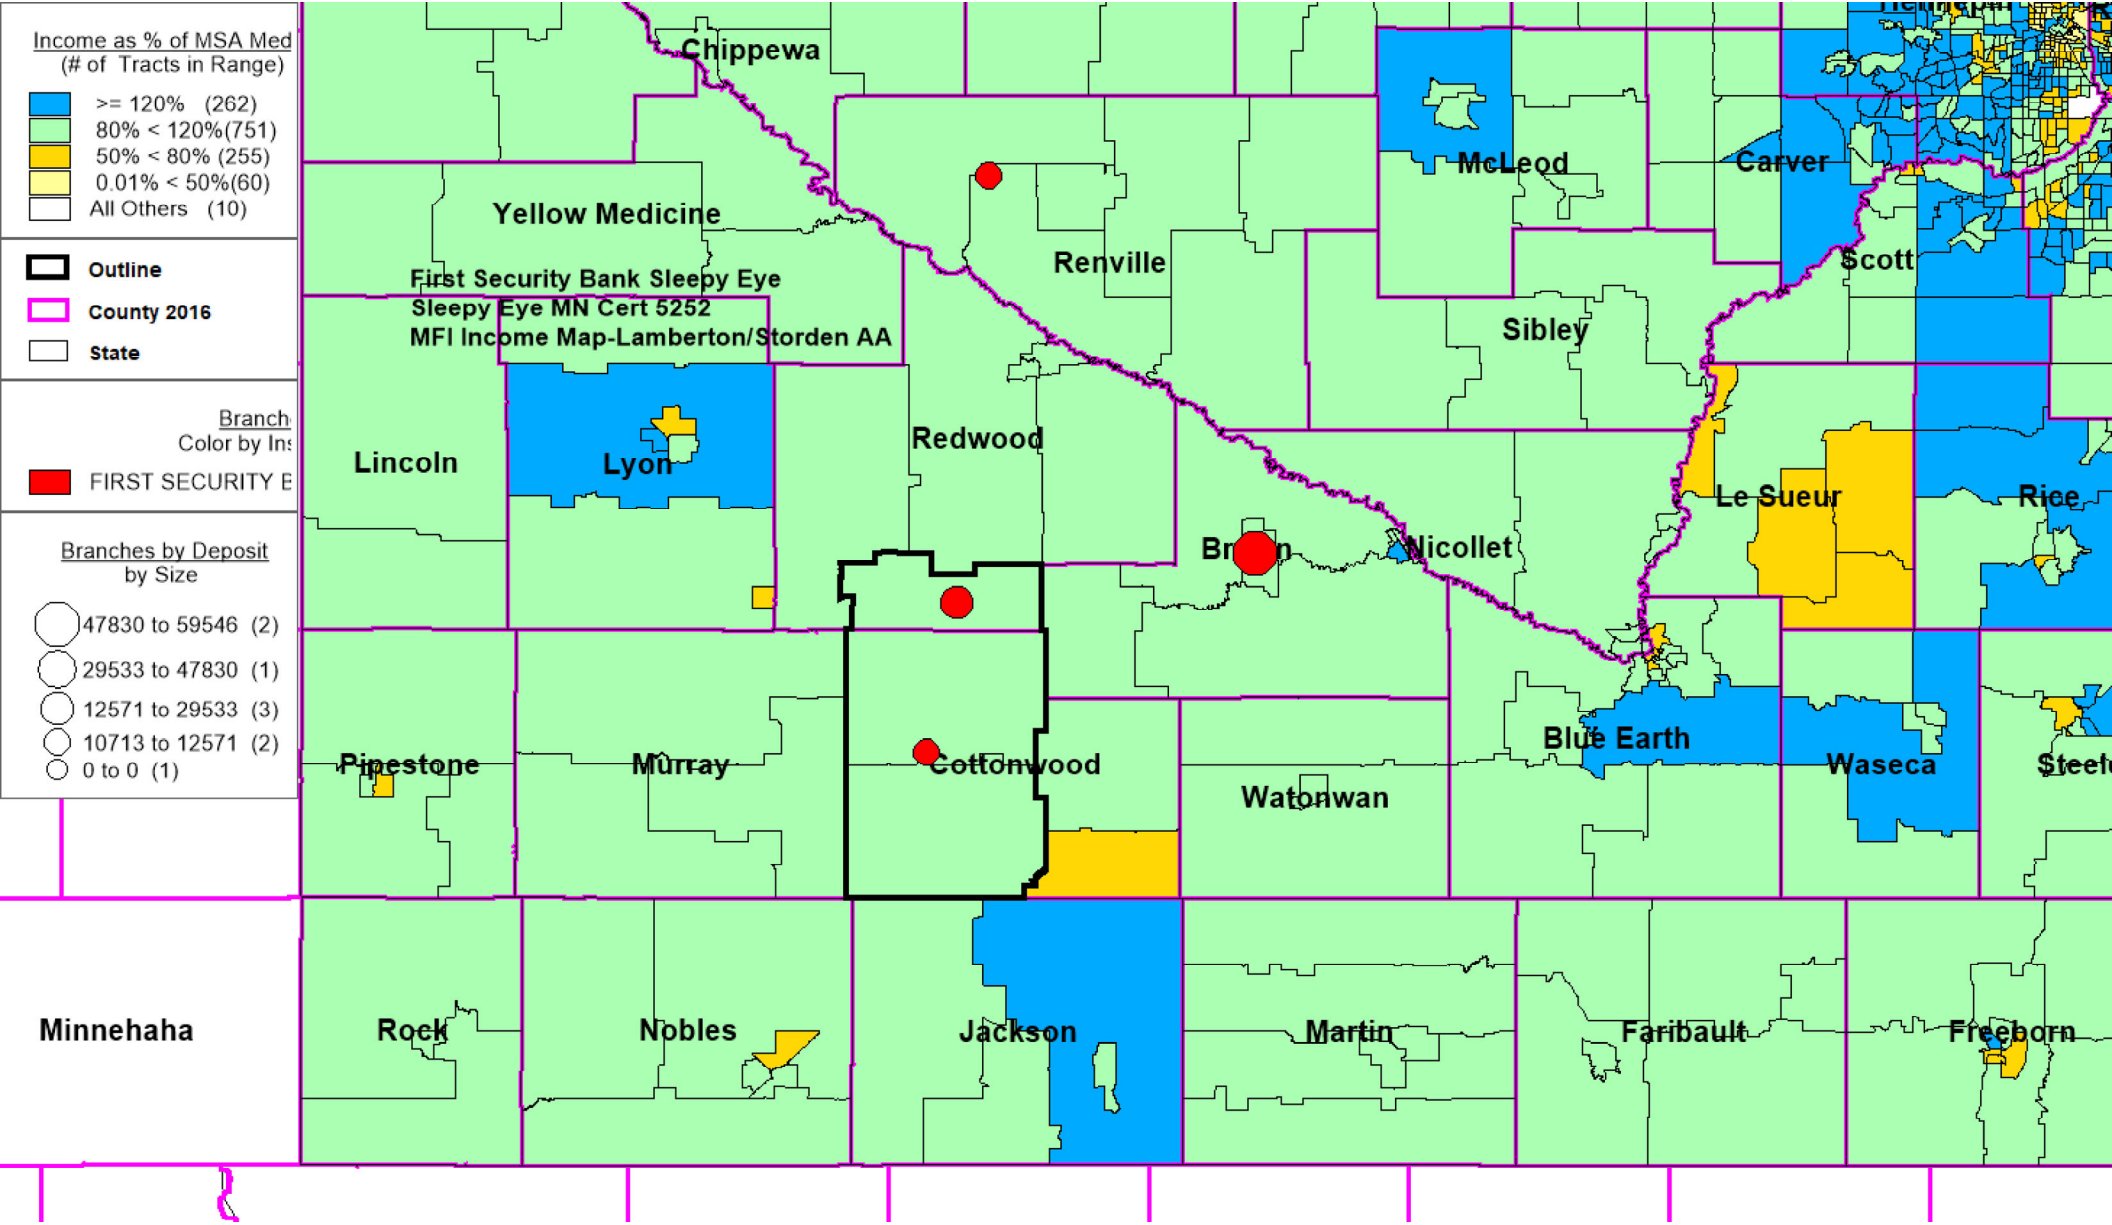 Income as % of MSA Med
(# of Tracts in Range)
>= 120% (262)
80% < 120%(751)
50% < 80% (255)
0.01% < 50%(60)
All Others (10)
Outline
County 2016
State
Branch
Color by Ins
FIRST SECURITY B
Branches by Deposit
by Size
47830 to 59546 (2)
29533 to 47830 (1)
12571 to 29533 (3)
10713 to 12571 (2)
0 to 0 (1)
Hennepin
Chippewa
McLeod
Carver
Yellow Medicine
Renville
Scott
First Security Bank Sleepy Eye
Sleepy Eye MN Cert 5252
MFI Income Map-Lamberton/Storden AA
Sibley
Redwood
Lincoln
Lyon
Le Sueur
Rice
Nicollet
Pipestone
Murray
Cottonwood
Watonwan
Blue Earth
Waseca
Steele
Minnehaha
Rock
Nobles
Jackson
Martin
Faribault
Freeborn